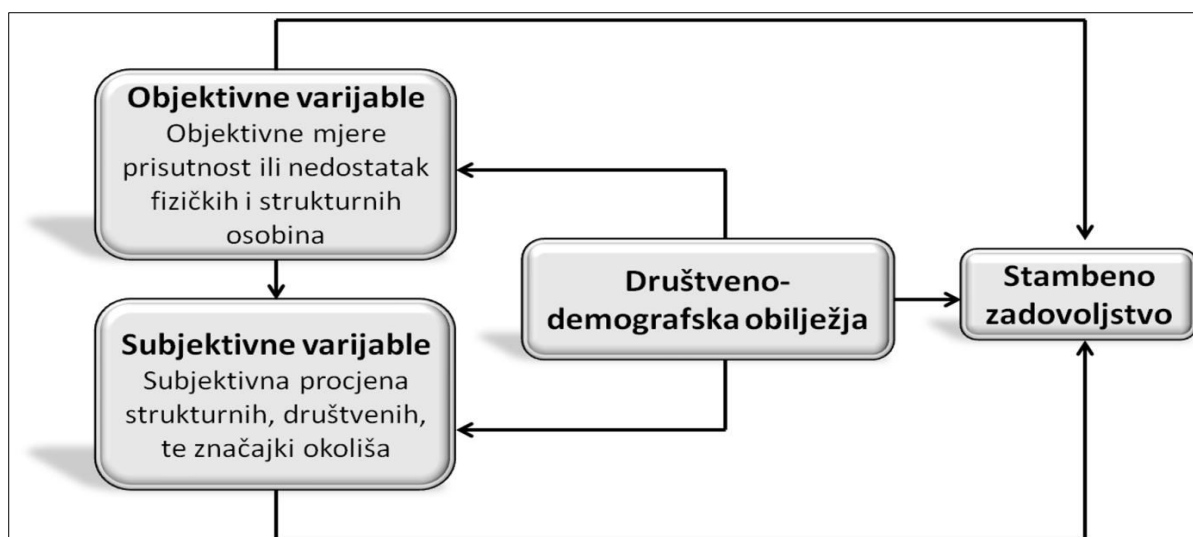 Objektivne varijable
Objektivne mjere
prisutnost ili nedostatak
fizičkih i strukturnih
osobina
Subjektivne varijable
Subjektivna procjena
strukturnih, društvenih,
te značajki okoliša
Društveno-
demografska obilježja
Stambeno
zadovoljstvo